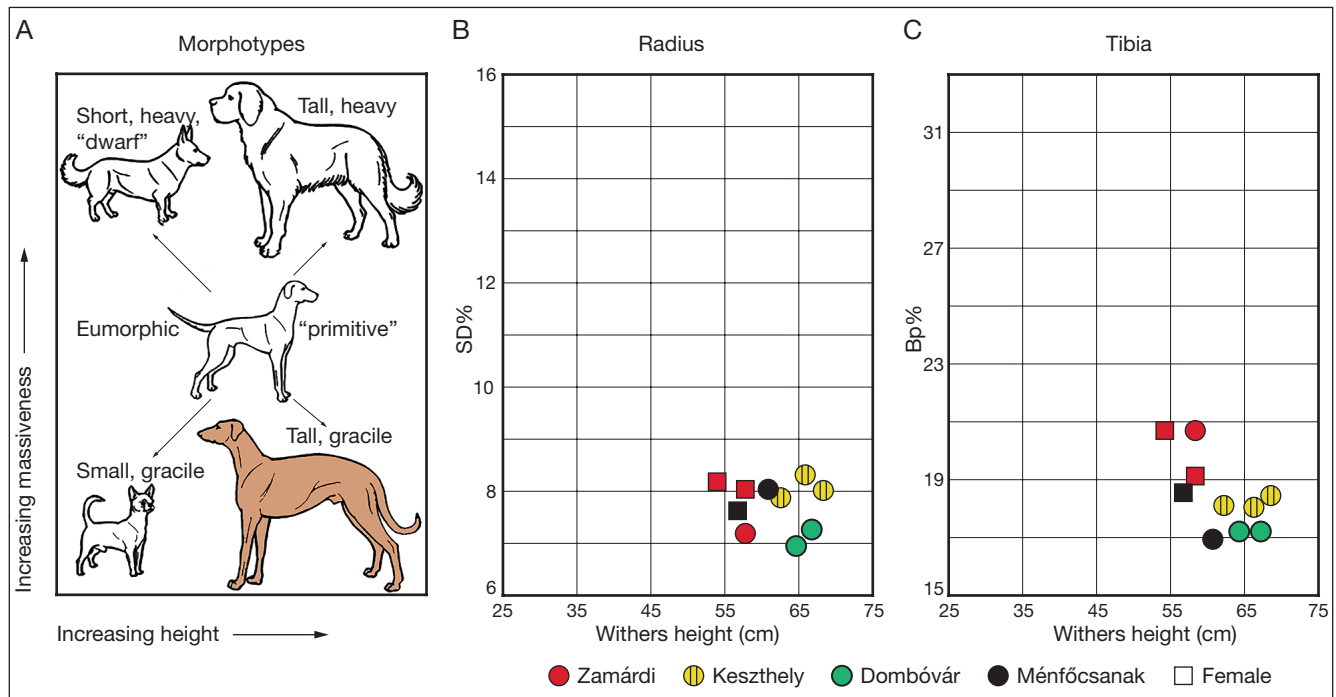 A
Morphotypes
Short, heavy,
“dwarf”
Tall, heavy
Eumorphic
“primitive”
Tall, gracile
Small, gracile
Increasing massiveness
Increasing height
B
Radius
SD%
16
14
12
10
8
6
25 35 45 55 65 75
Withers height (cm)
C
Tibia
Bp%
31
27
23
19
15
25 35 45 55 65 75
Withers height (cm)
Zamárdi Keszthely Dombóvár Ménfőcsanak Female